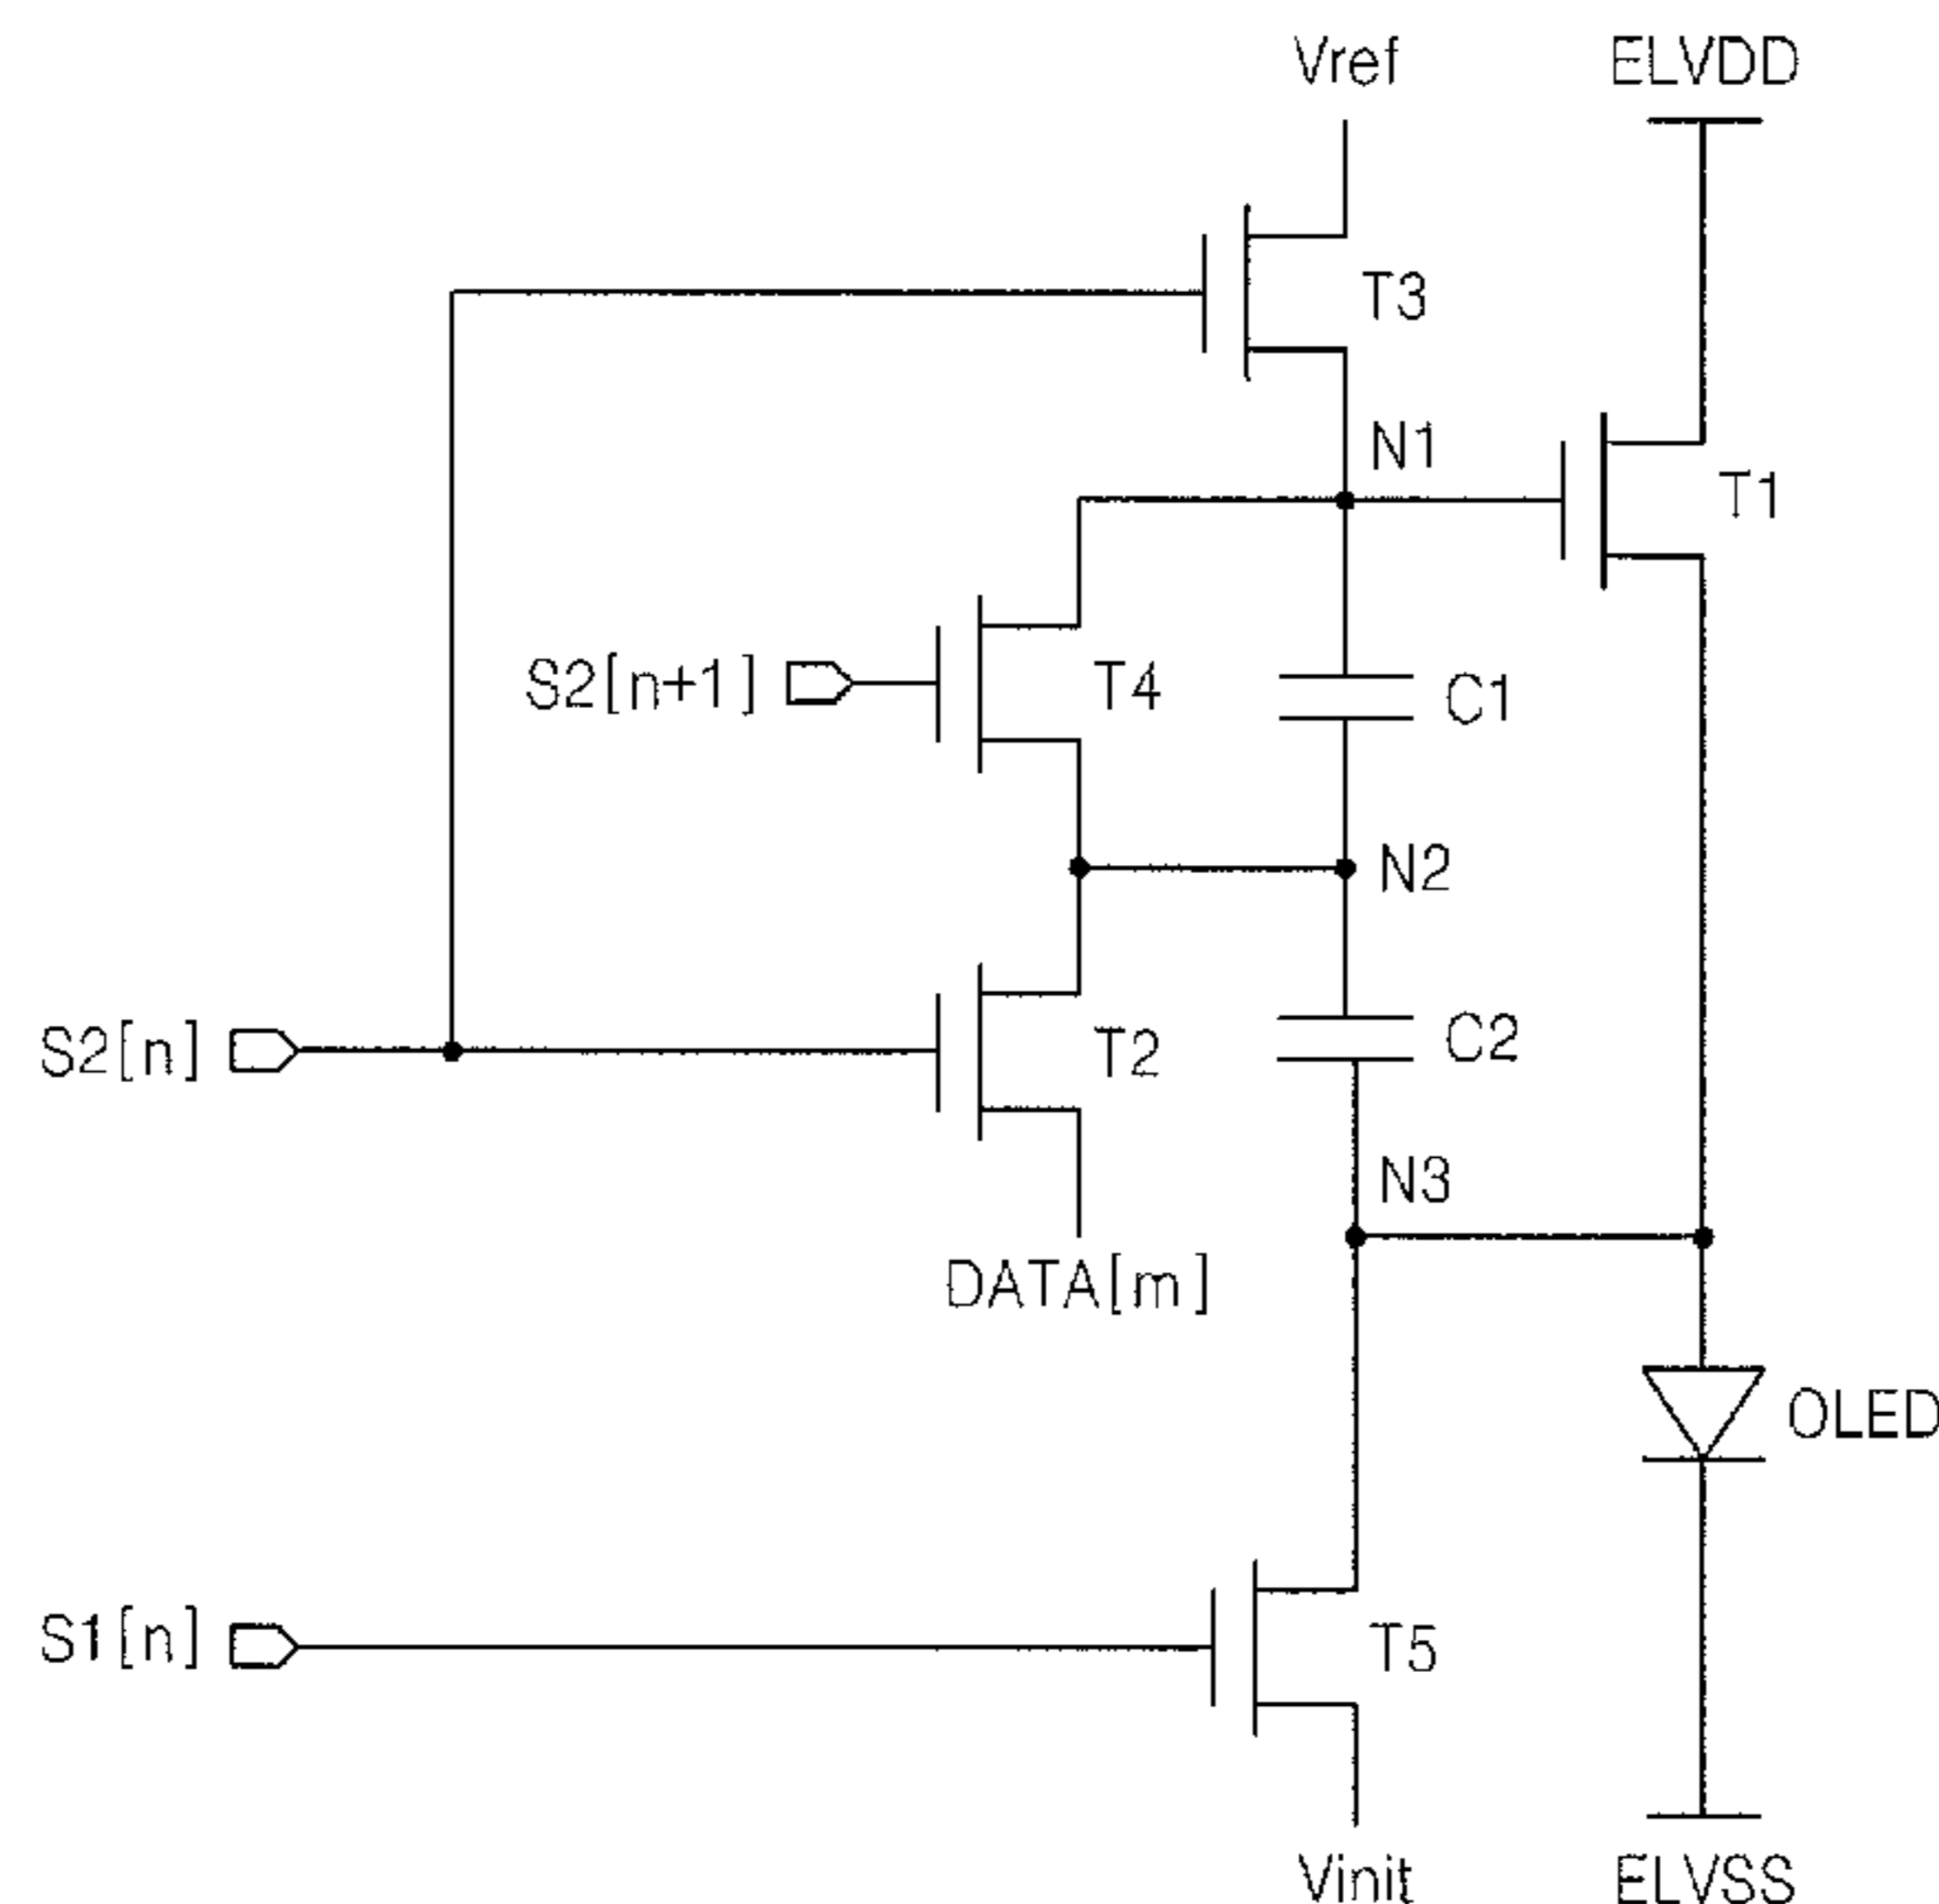 Vref
ELVDD
T3
N1
T1
S2[n+1]
T4
C1
N2
S2[n]
T2
C2
N3
DATA[m]
OLED
S1[n]
T5
Vinit
ELVSS